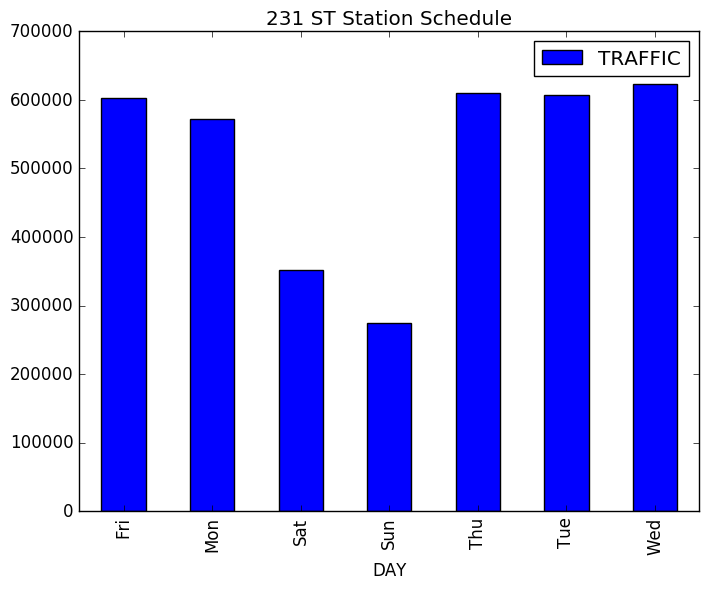 231 ST Station Schedule
TRAFFIC
700000
600000
500000
400000
300000
200000
100000
0
Fri
Mon
Sat
Sun
Thu
Tue
Wed
DAY